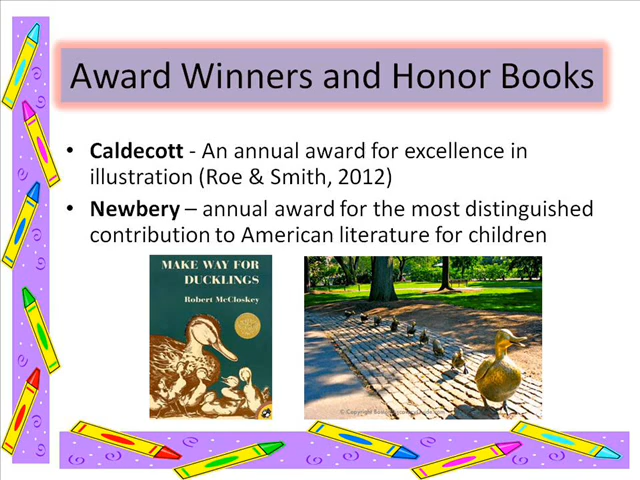 Award Winners and Honor Books
• Caldecott - An annual award for excellence in
illustration (Roe & Smith, 2012)
• Newbery – annual award for the most distinguished
contribution to American literature for children
MAKE WAY FOR
DUCKLINGS
Robert McCloskey
© Copyright